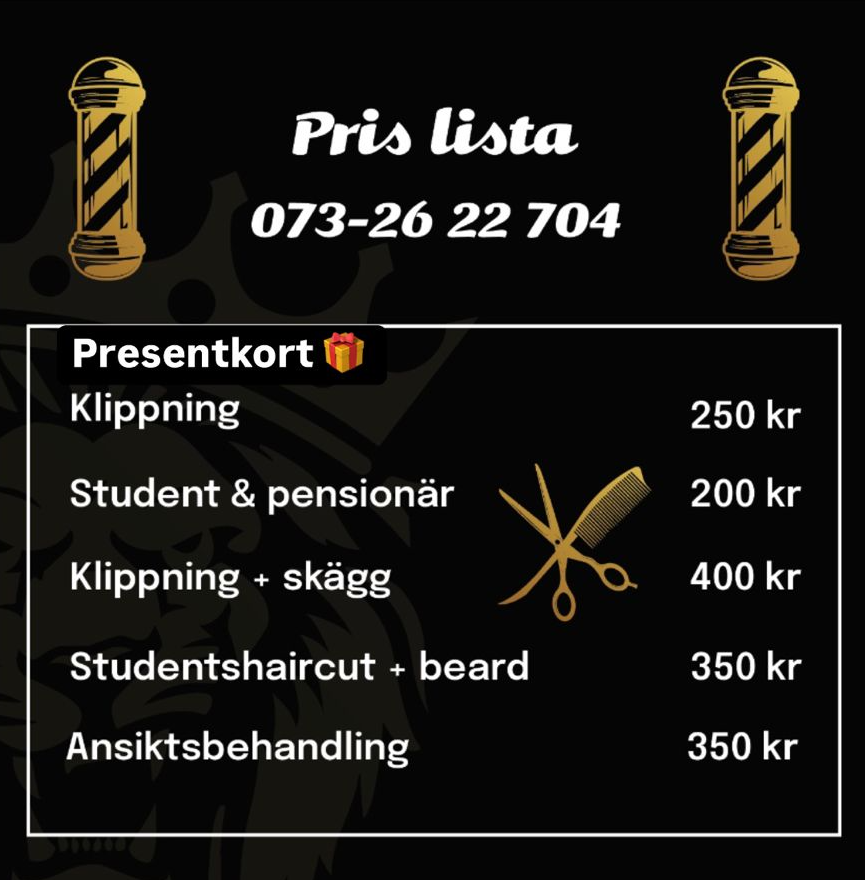 Pris lista
073-26 22 704
Presentkort 🎁
Klippning 250 kr
Student & pensionär 200 kr
Klippning + skägg 400 kr
Studentshaircut + beard 350 kr
Ansiktsbehandling 350 kr